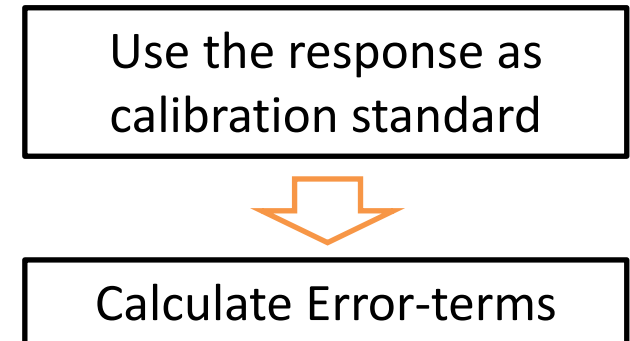 Use the response as
calibration standard
Calculate Error-terms